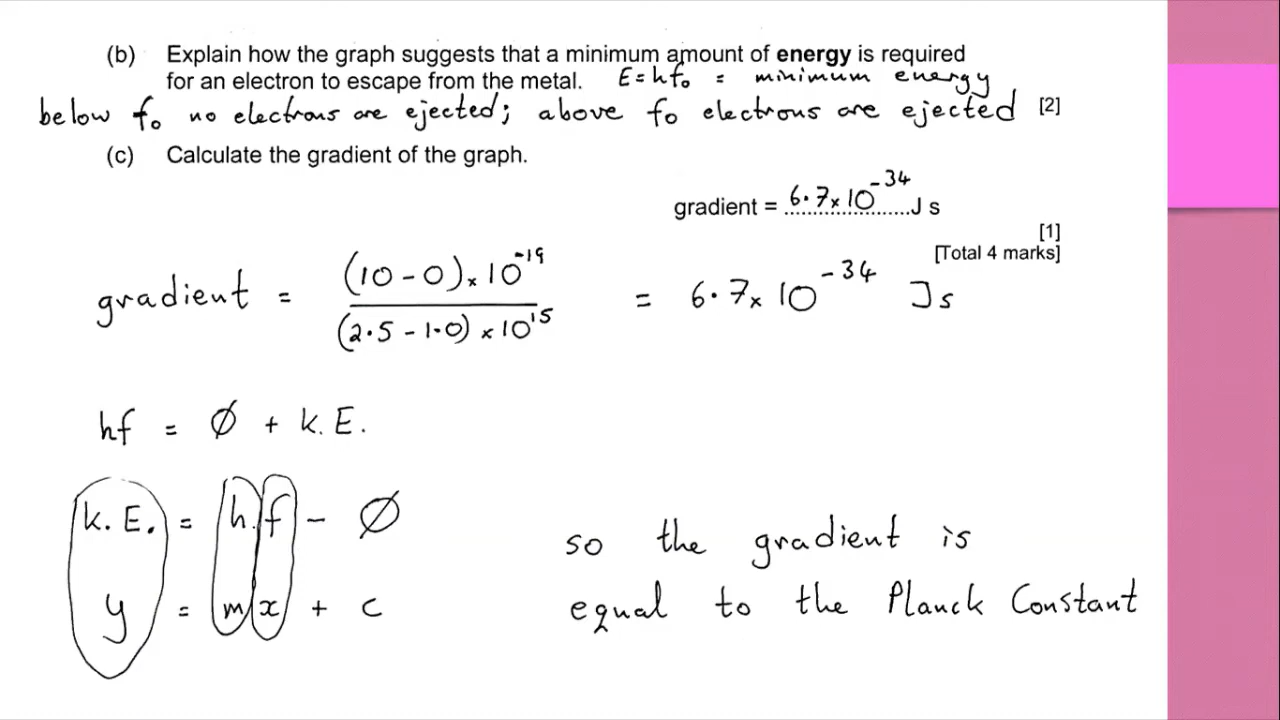 (b) Explain how the graph suggests that a minimum amount of energy is required
for an electron to escape from the metal. E = hf₀ = minimum energy
below f₀ no electrons are ejected; above f₀ electrons are ejected [2]
(c) Calculate the gradient of the graph.
gradient = 6.7 × 10⁻³⁴ J s
[1]
[Total 4 marks]
gradient = (10 - 0) × 10⁻¹⁹ / (2.5 - 1.0) × 10¹⁵ = 6.7 × 10⁻³⁴ Js
hf = Ø + K.E.
K.E. = h.f - Ø
y = m x + c
so the gradient is
equal to the Planck Constant